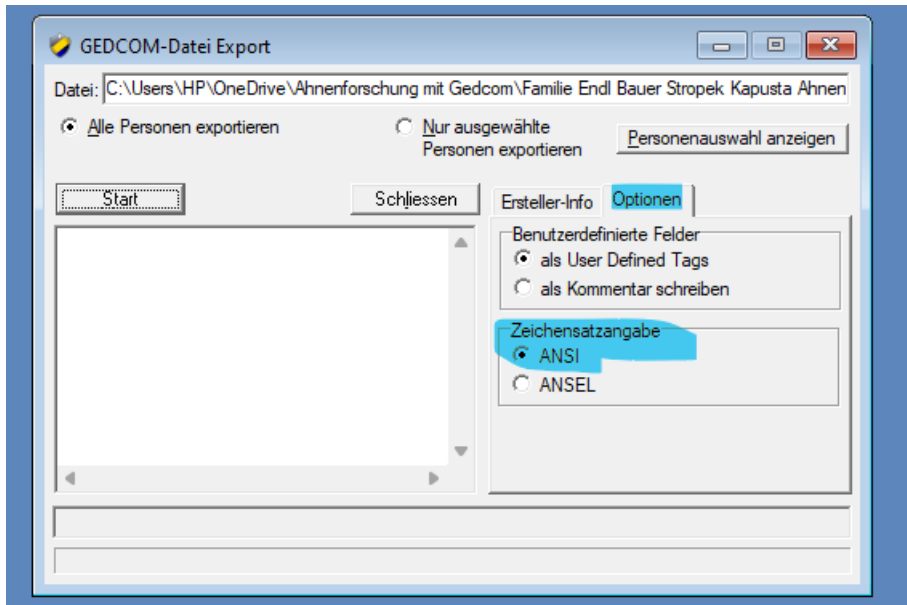 GEDCOM-Datei Export
Datei: C:\Users\HP\OneDrive\Ahnenforschung mit Gedcom\Familie Endl Bauer Stropek Kapusta Ahnen
Alle Personen exportieren
Nur ausgewählte
Personen exportieren
Personenauswahl anzeigen
Start
Schliessen
Ersteller-Info
Optionen
Benutzerdefinierte Felder
als User Defined Tags
als Kommentar schreiben
Zeichensatzangabe
ANSI
ANSEL